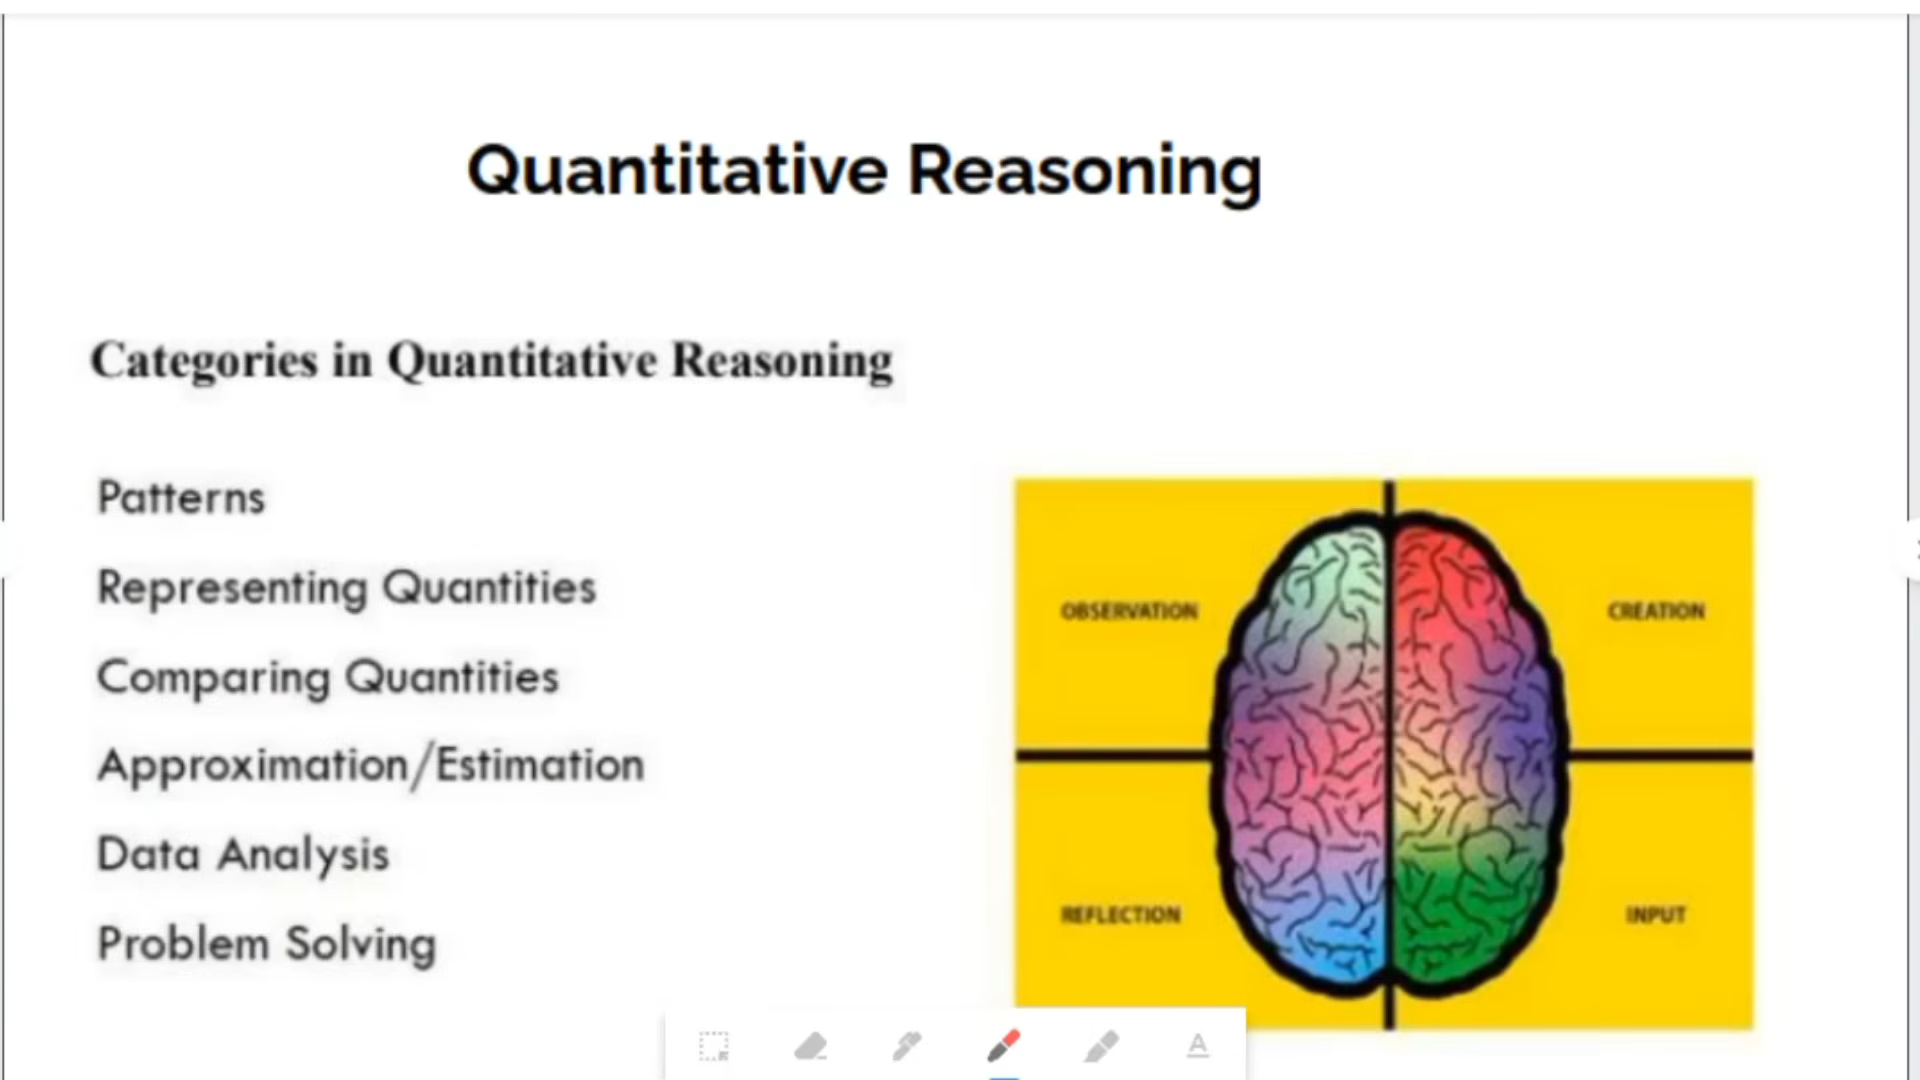 Quantitative Reasoning
Categories in Quantitative Reasoning
Patterns
Representing Quantities
Comparing Quantities
Approximation/Estimation
Data Analysis
Problem Solving
OBSERVATION
CREATION
REFLECTION
INPUT
A